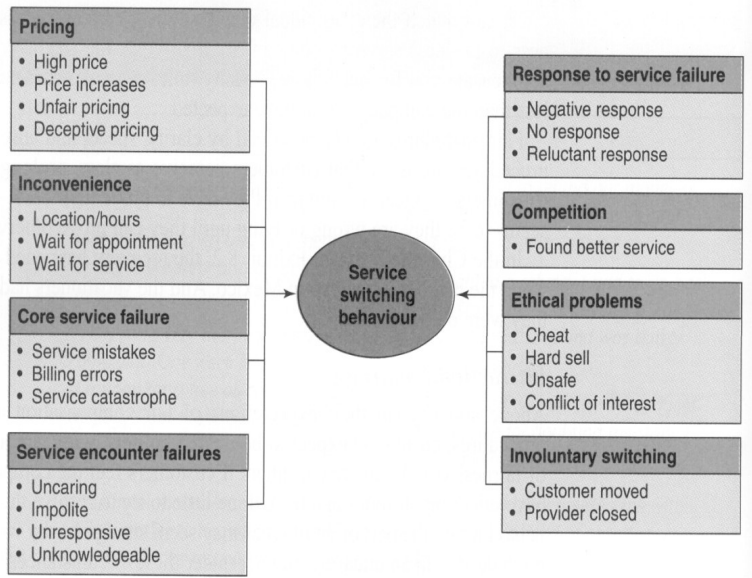 Pricing
• High price
• Price increases
• Unfair pricing
• Deceptive pricing
Inconvenience
• Location/hours
• Wait for appointment
• Wait for service
Core service failure
• Service mistakes
• Billing errors
• Service catastrophe
Service encounter failures
• Uncaring
• Impolite
• Unresponsive
• Unknowledgeable
Service
switching
behaviour
Response to service failure
• Negative response
• No response
• Reluctant response
Competition
• Found better service
Ethical problems
• Cheat
• Hard sell
• Unsafe
• Conflict of interest
Involuntary switching
• Customer moved
• Provider closed